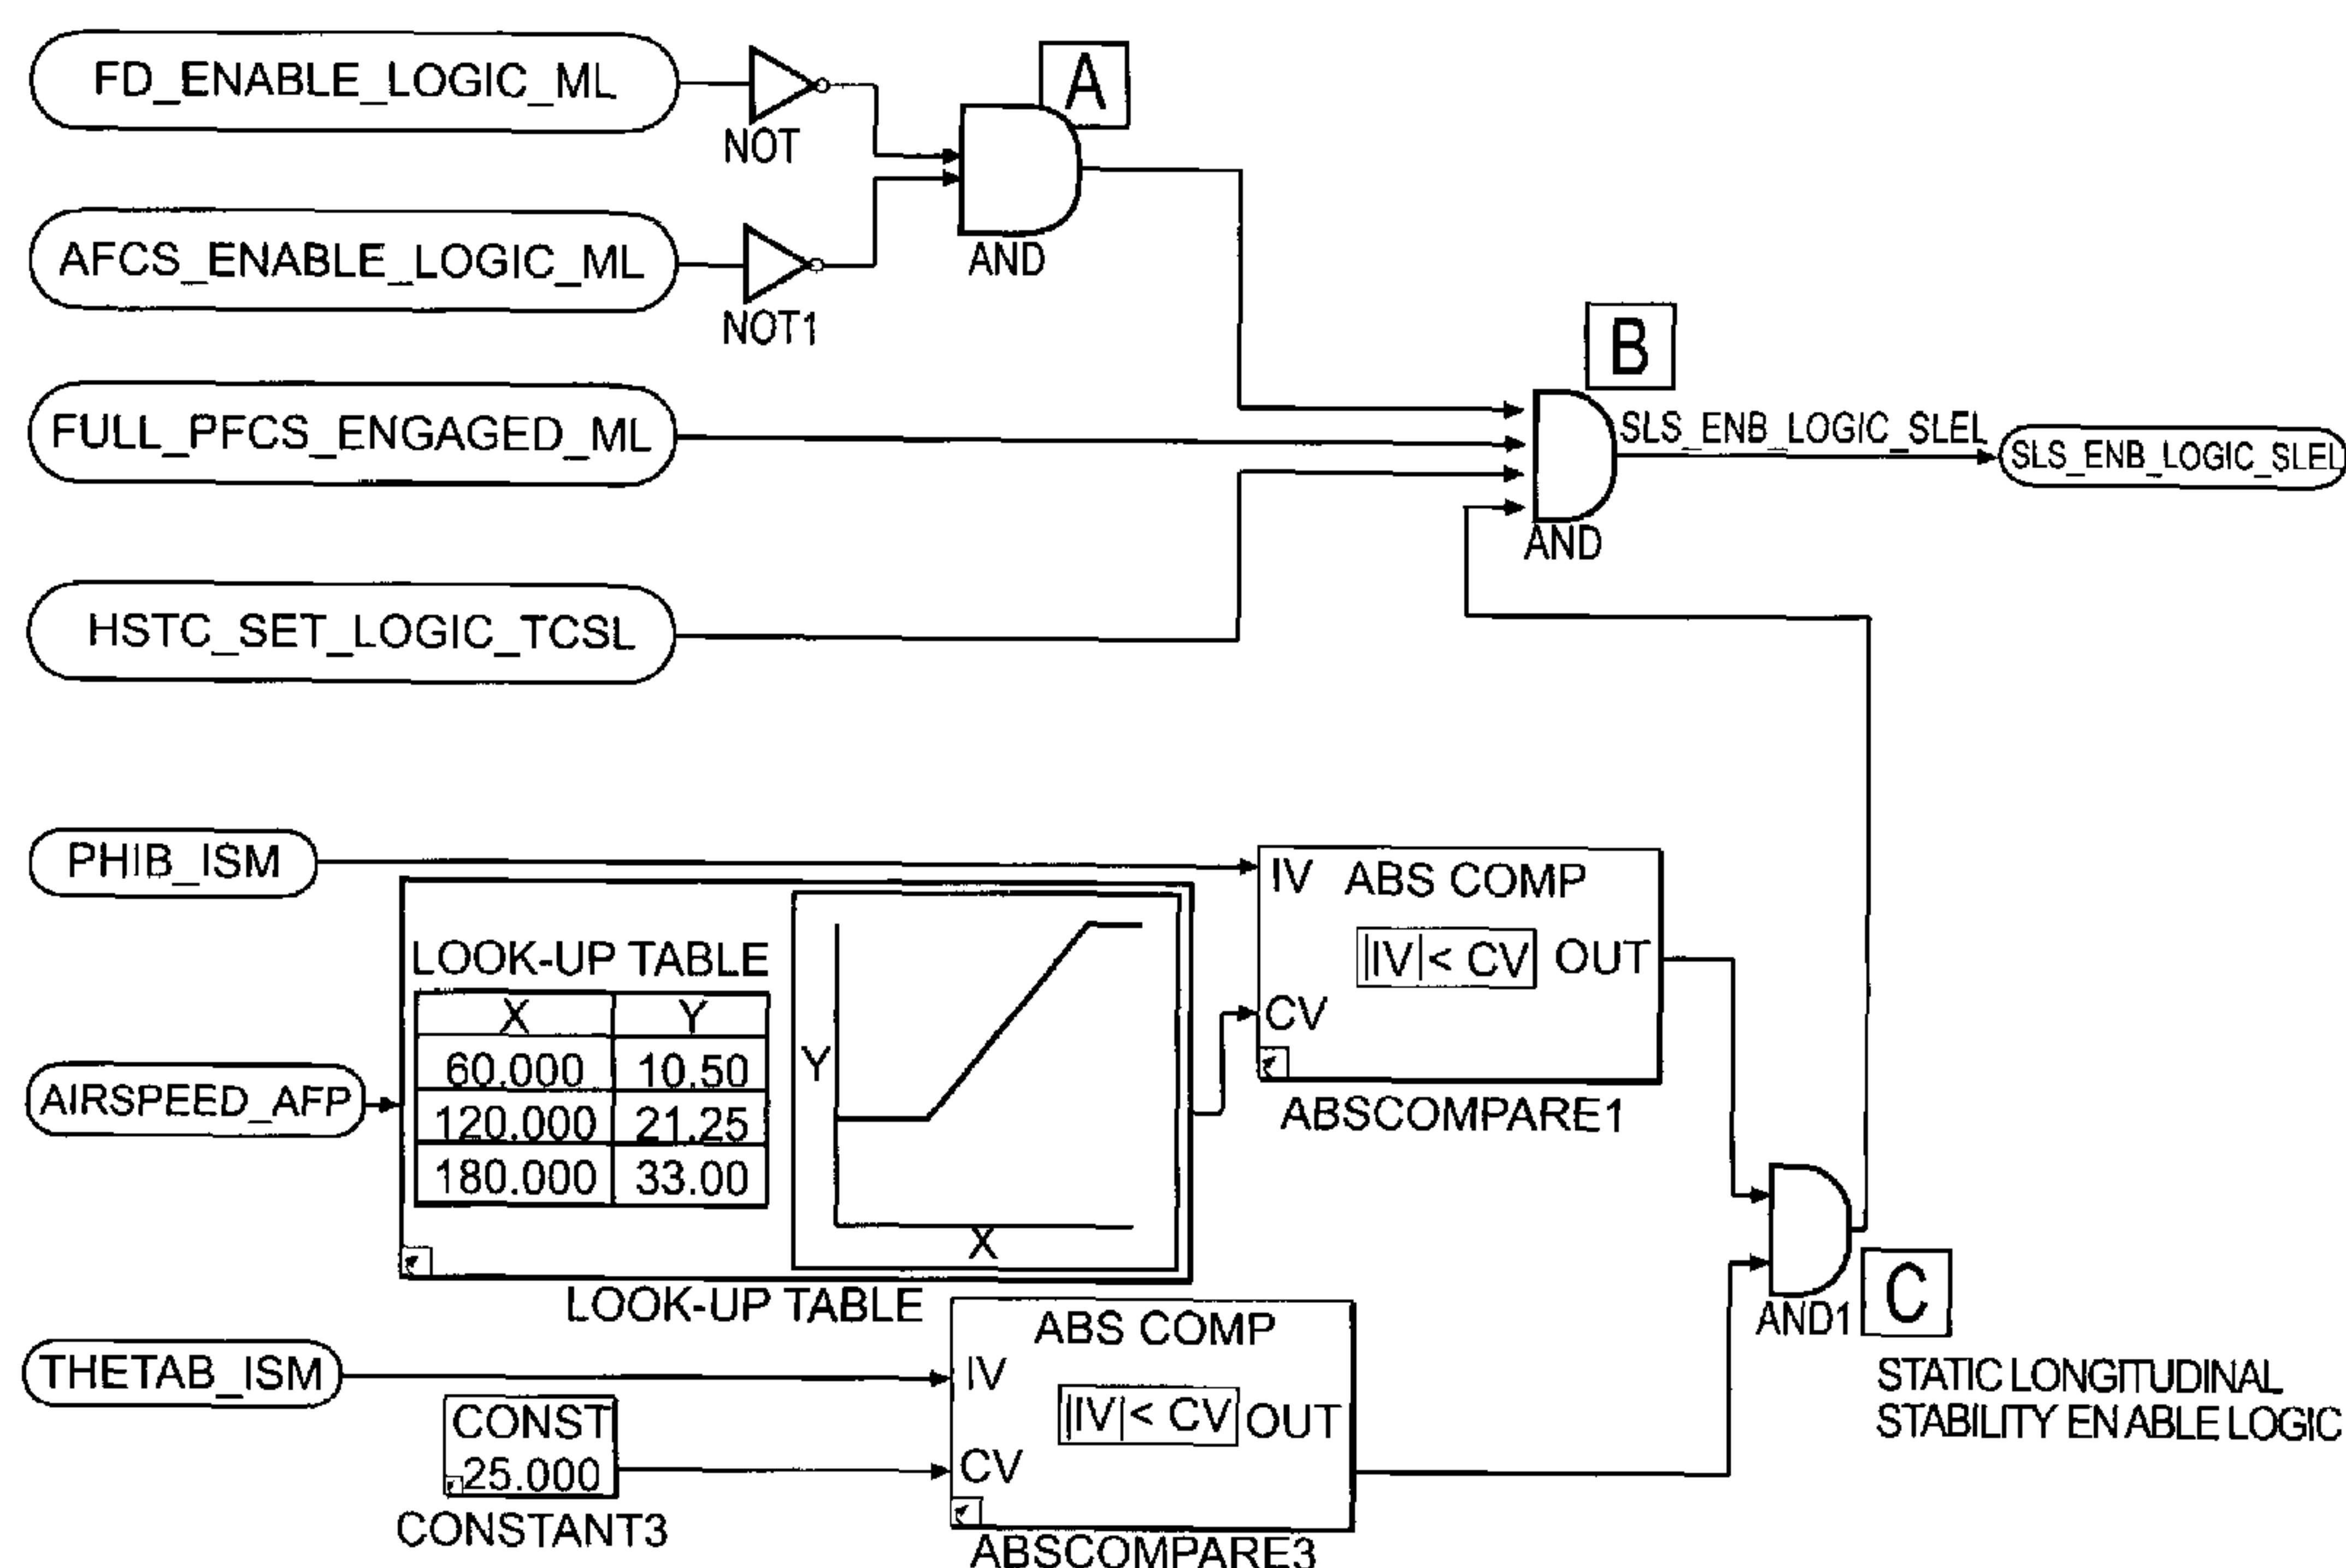 FD_ENABLE_LOGIC_ML
NOT
A
AND
AFCS_ENABLE_LOGIC_ML
NOT1
FULL_PFCS_ENGAGED_ML
B
AND
SLS_ENB_LOGIC_SLEL
SLS_ENB_LOGIC_SLEL
HSTC_SET_LOGIC_TCSL
PHIB_ISM
IV ABS COMP
|IV|< CV OUT
CV
ABSCOMPARE1
AIRSPEED_AFP
LOOK-UP TABLE
X Y
60.000 10.50
120.000 21.25
180.000 33.00
Y
X
LOOK-UP TABLE
THETAB_ISM
CONST
25.000
CONSTANT3
ABS COMP
IV
|IV|< CV OUT
CV
ABSCOMPARE3
AND1
C
STATIC LONGITUDINAL
STABILITY ENABLE LOGIC